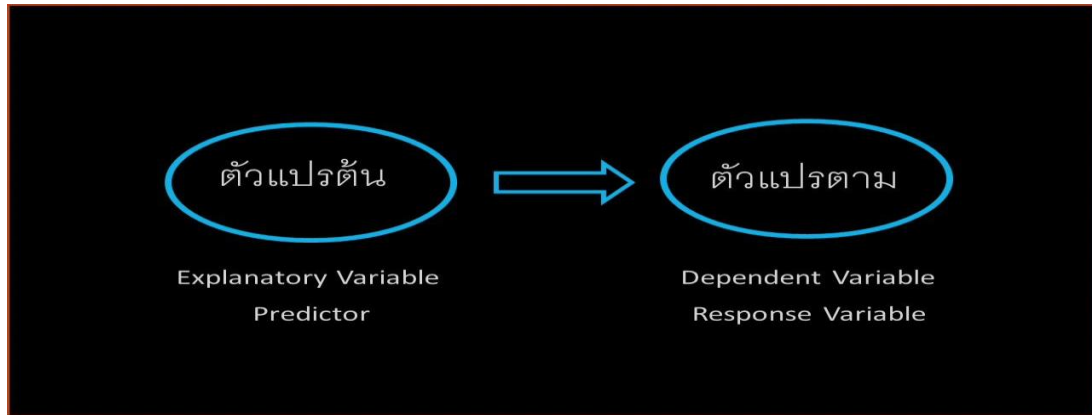 ตัวแปรต้น
Explanatory Variable
Predictor
ตัวแปรตาม
Dependent Variable
Response Variable